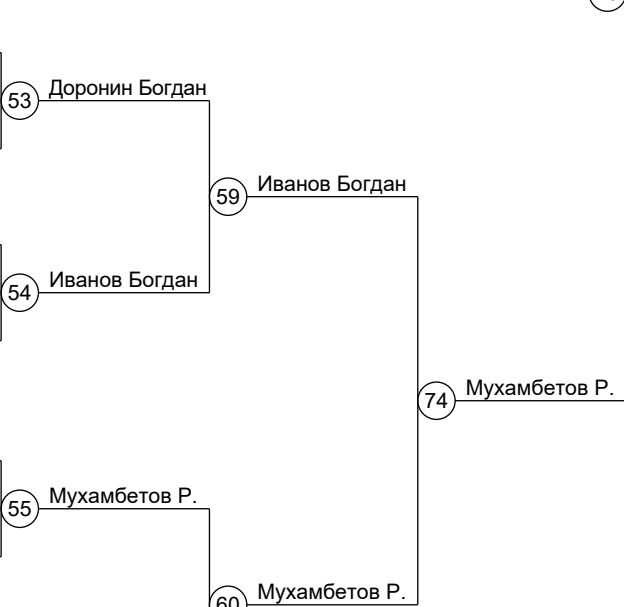 53 Доронин Богдан
59 Иванов Богдан
54 Иванов Богдан
74 Мухамбетов Р.
55 Мухамбетов Р.
60 Мухамбетов Р.